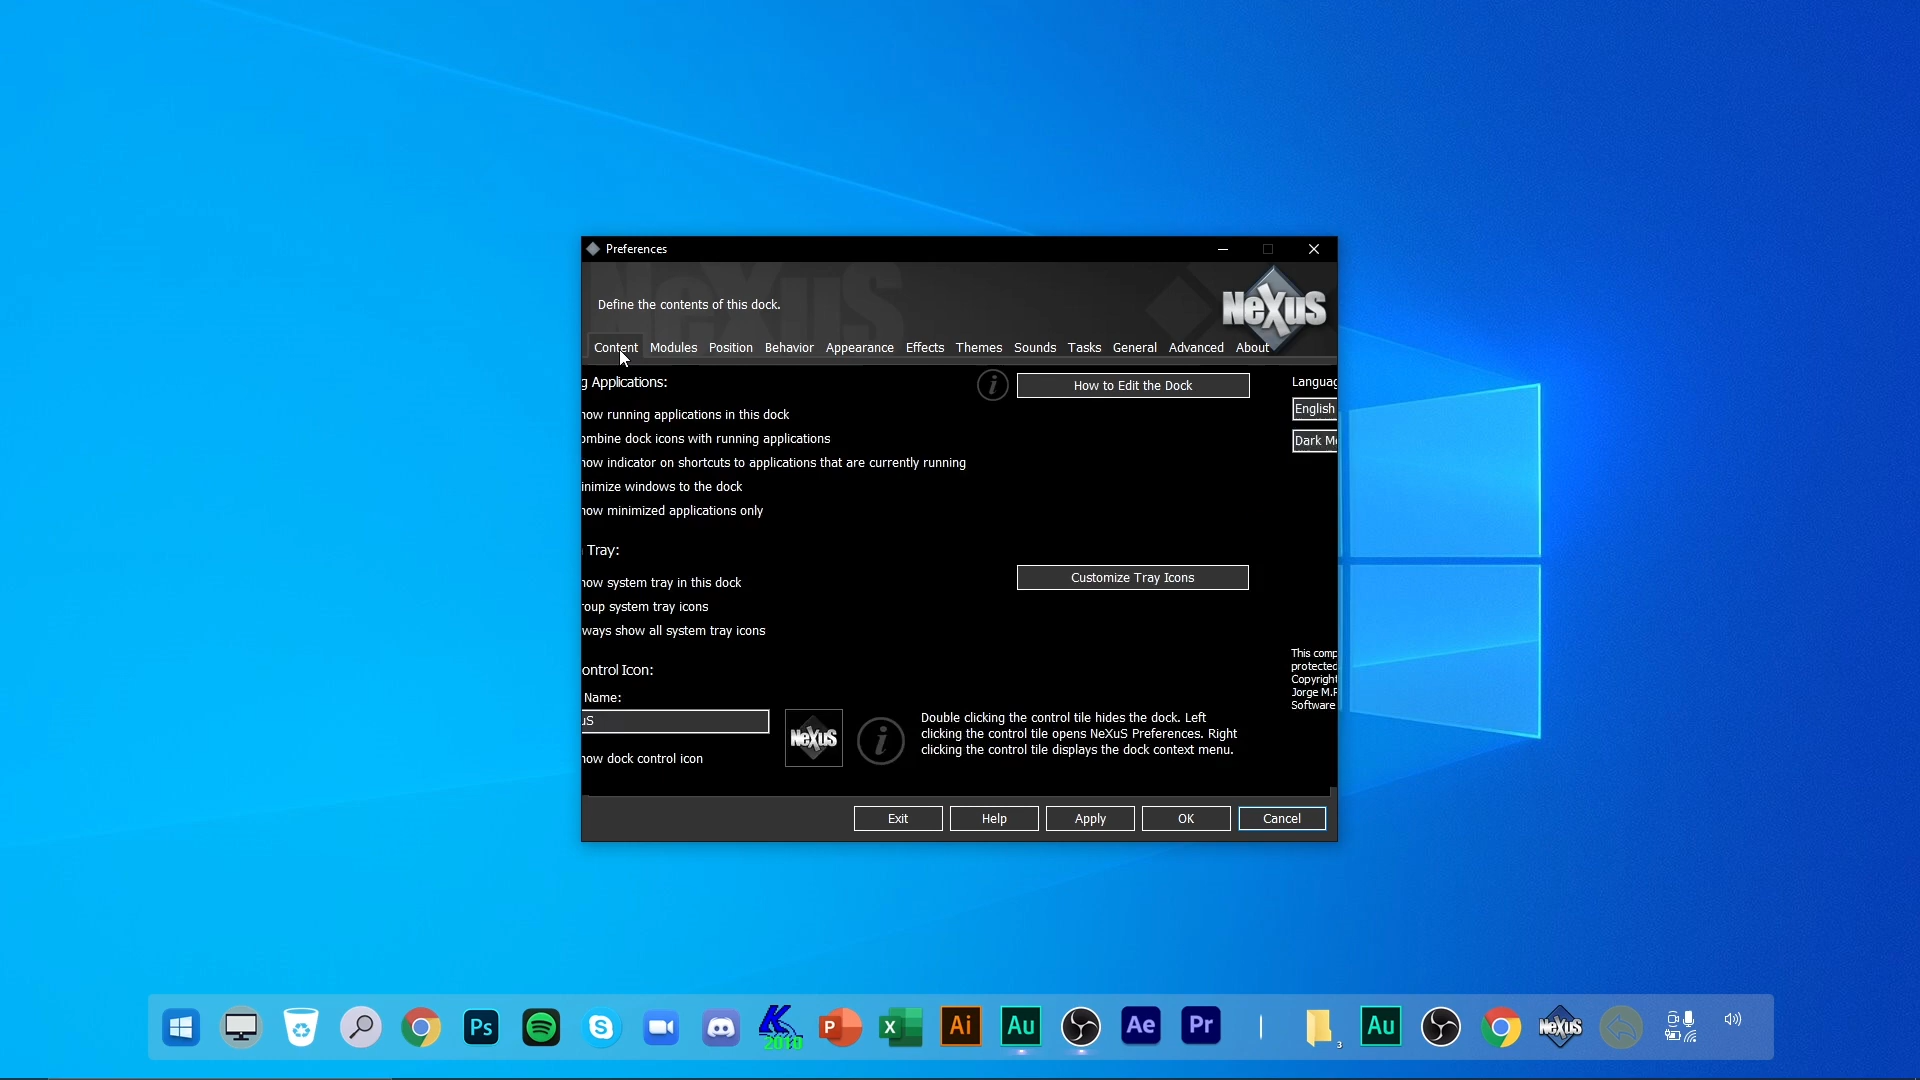 Preferences
Define the contents of this dock.
NeXuS
Content Modules Position Behavior Appearance Effects Themes Sounds Tasks General Advanced About
g Applications:
How to Edit the Dock
Languag
how running applications in this dock
English
ombine dock icons with running applications
Dark Mo
how indicator on shortcuts to applications that are currently running
inimize windows to the dock
how minimized applications only
Tray:
how system tray in this dock
Customize Tray Icons
roup system tray icons
ways show all system tray icons
This comp
protected
Copyright
Jorge M.R
Software
ontrol Icon:
Name:
uS
NeXuS
Double clicking the control tile hides the dock. Left
clicking the control tile opens NeXuS Preferences. Right
clicking the control tile displays the dock context menu.
how dock control icon
Exit Help Apply OK Cancel
Ps
K
2010
P
X
Ai
Au
Ae
Pr
3
Au
NeXuS